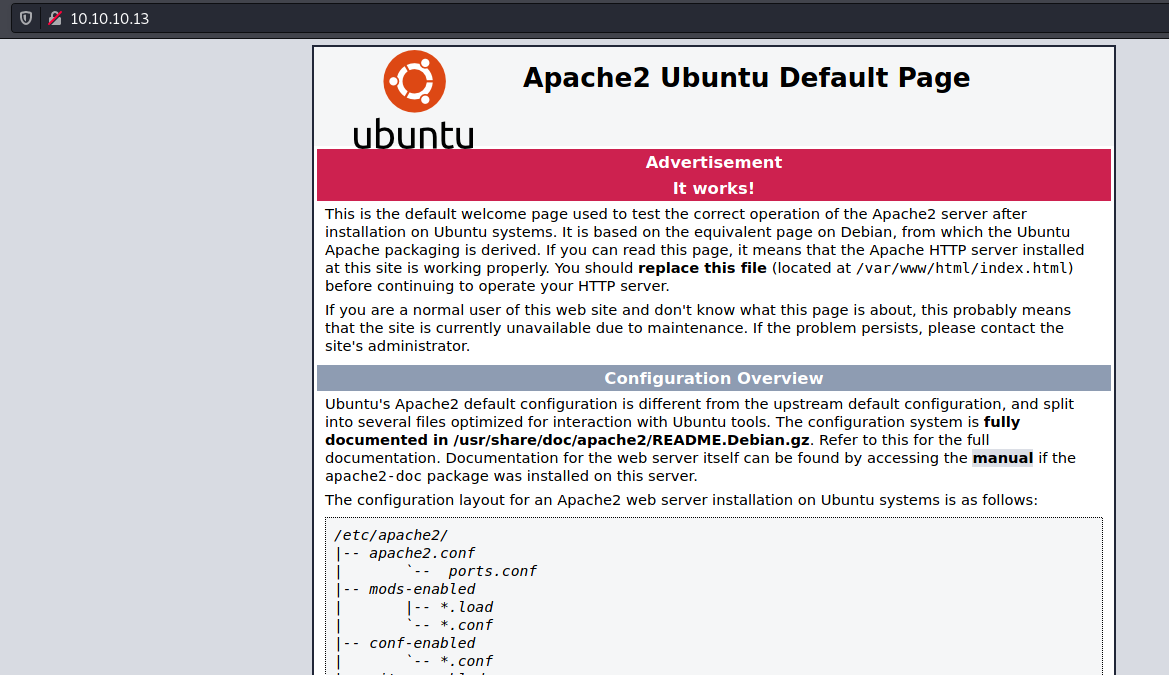 10.10.10.13
Apache2 Ubuntu Default Page
ubuntu
Advertisement
It works!
This is the default welcome page used to test the correct operation of the Apache2 server after
installation on Ubuntu systems. It is based on the equivalent page on Debian, from which the Ubuntu
Apache packaging is derived. If you can read this page, it means that the Apache HTTP server installed
at this site is working properly. You should replace this file (located at /var/www/html/index.html)
before continuing to operate your HTTP server.
If you are a normal user of this web site and don't know what this page is about, this probably means
that the site is currently unavailable due to maintenance. If the problem persists, please contact the
site's administrator.
Configuration Overview
Ubuntu's Apache2 default configuration is different from the upstream default configuration, and split
into several files optimized for interaction with Ubuntu tools. The configuration system is fully
documented in /usr/share/doc/apache2/README.Debian.gz. Refer to this for the full
documentation. Documentation for the web server itself can be found by accessing the manual if the
apache2-doc package was installed on this server.
The configuration layout for an Apache2 web server installation on Ubuntu systems is as follows:
/etc/apache2/
|-- apache2.conf
|       `--  ports.conf
|-- mods-enabled
|       |-- *.load
|       `-- *.conf
|-- conf-enabled
|       `-- *.conf